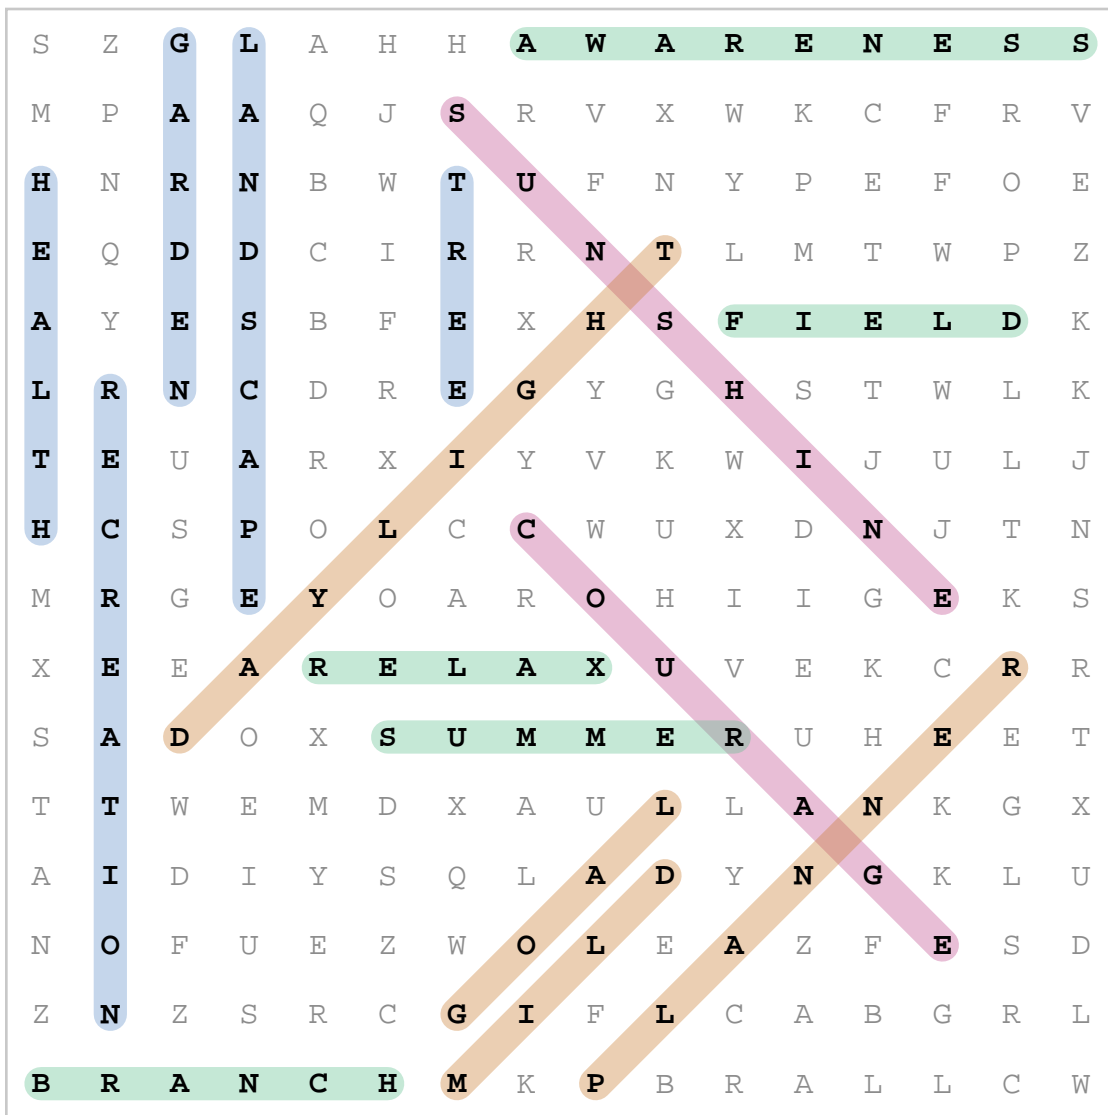 S Z G L A H H A W A R E N E S S
M P A A Q J S R V X W K C F R V
H N R N B W T U F N Y P E F O E
E Q D D C I R R N T L M T W P Z
A Y E S B F E X H S F I E L D K
L R N C D R E G Y G H S T W L K
T E U A R X I Y V K W I J U L J
H C S P O L C C W U X D N J T N
M R G E Y O A R O H I I G E K S
X E E A R E L A X U V E K C R R
S A D O X S U M M E R U H E E T
T T W E M D X A U L L A N K G X
A I D I Y S Q L A D Y N G K L U
N O F U E Z W O L E A Z F E S D
Z N Z S R C G I F L C A B G R L
B R A N C H M K P B R A L L C W